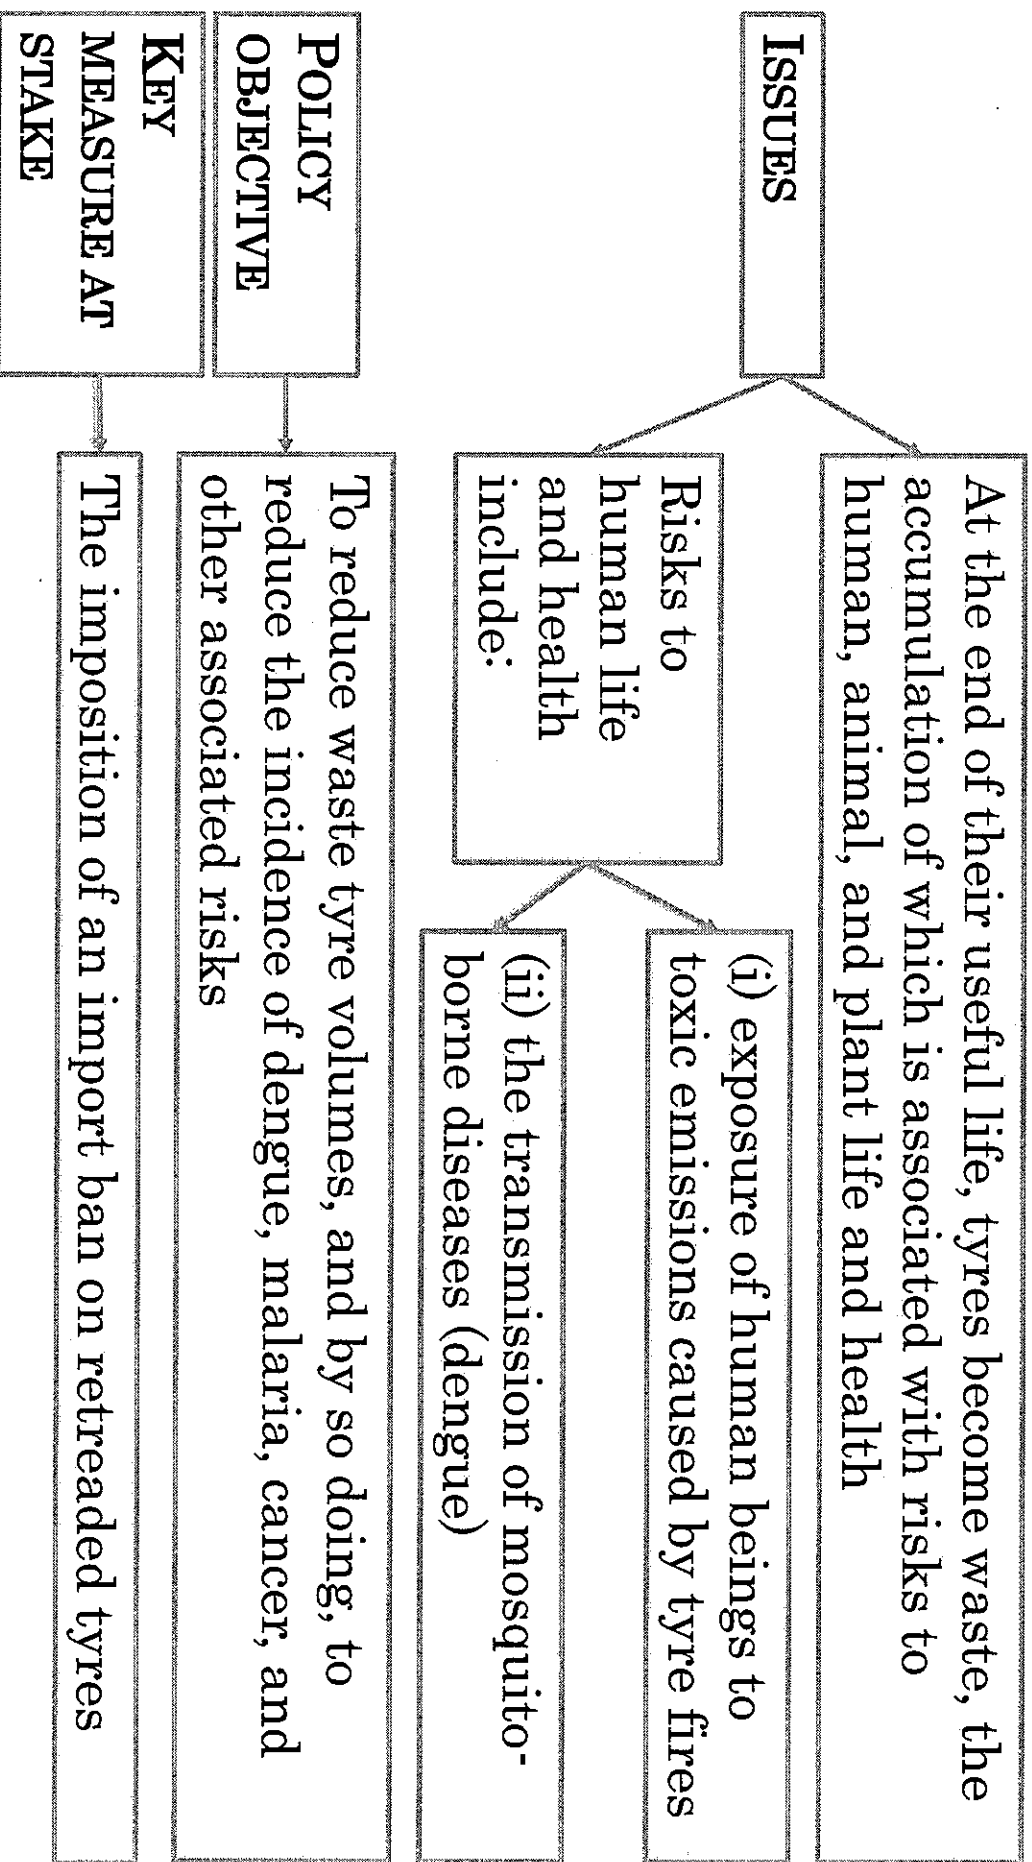 ISSUES
At the end of their useful life, tyres become waste, the
accumulation of which is associated with risks to
human, animal, and plant life and health
Risks to
human life
and health
include:
(i) exposure of human beings to
toxic emissions caused by tyre fires
(ii) the transmission of mosquito-
borne diseases (dengue)
POLICY
OBJECTIVE
To reduce waste tyre volumes, and by so doing, to
reduce the incidence of dengue, malaria, cancer, and
other associated risks
KEY
MEASURE AT
STAKE
The imposition of an import ban on retreaded tyres